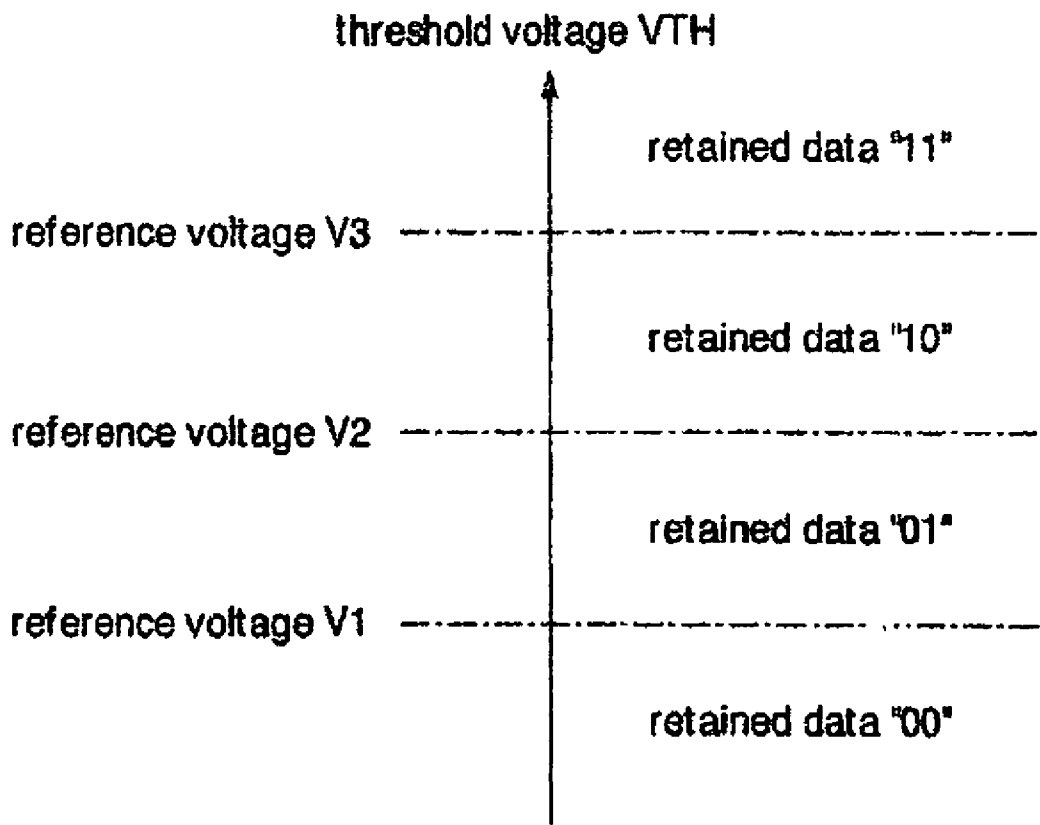 threshold voltage VTH
retained data "11"
reference voltage V3
retained data "10"
reference voltage V2
retained data "01"
reference voltage V1
retained data "00"